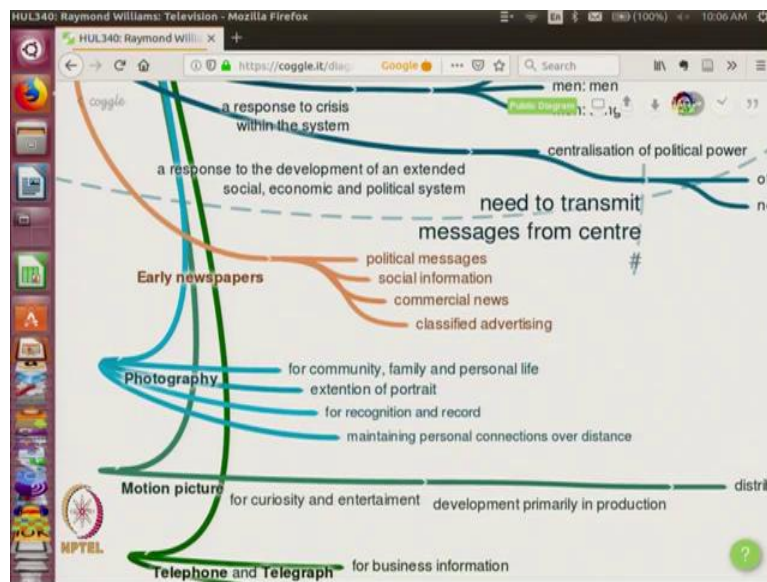 HUL340: Raymond Williams: Television - Mozilla Firefox
En
(100%)
10:06 AM
HUL340: Raymond Willi
https://coggle.it/diag
Google
Search
coggle
men: men
Public Diagram
a response to crisis
within the system
centralisation of political power
a response to the development of an extended
social, economic and political system
need to transmit
messages from centre
#
Early newspapers
political messages
social information
commercial news
classified advertising
Photography
for community, family and personal life
extention of portrait
for recognition and record
maintaining personal connections over distance
Motion picture
for curiosity and entertaiment
development primarily in production
distri
NPTEL
Telephone and Telegraph
for business information
?